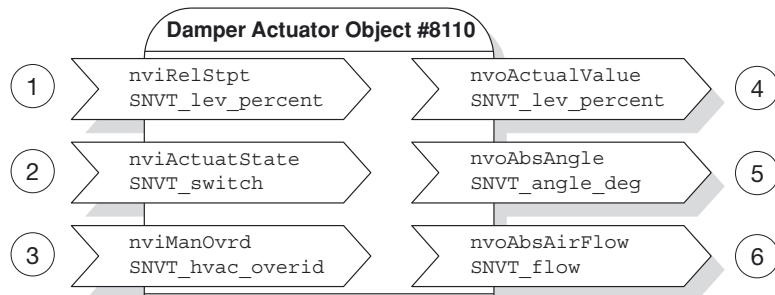 Damper Actuator Object #8110
1
nviRelStpt
SNVT_lev_percent
nvoActualValue
SNVT_lev_percent
4
2
nviActuatState
SNVT_switch
nvoAbsAngle
SNVT_angle_deg
5
3
nviManOvrd
SNVT_hvac_overid
nvoAbsAirFlow
SNVT_flow
6